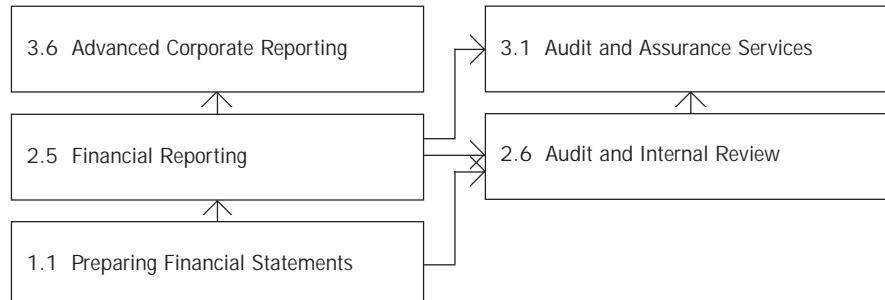 3.6 Advanced Corporate Reporting
3.1 Audit and Assurance Services
2.5 Financial Reporting
2.6 Audit and Internal Review
1.1 Preparing Financial Statements